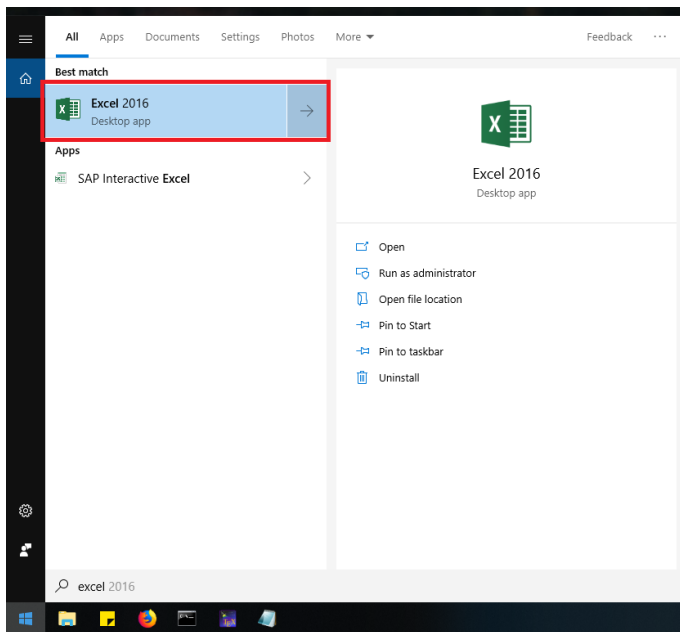 All Apps Documents Settings Photos More Feedback ...
Best match
Excel 2016
Desktop app
Apps
SAP Interactive Excel
Excel 2016
Desktop app
Open
Run as administrator
Open file location
Pin to Start
Pin to taskbar
Uninstall
excel 2016